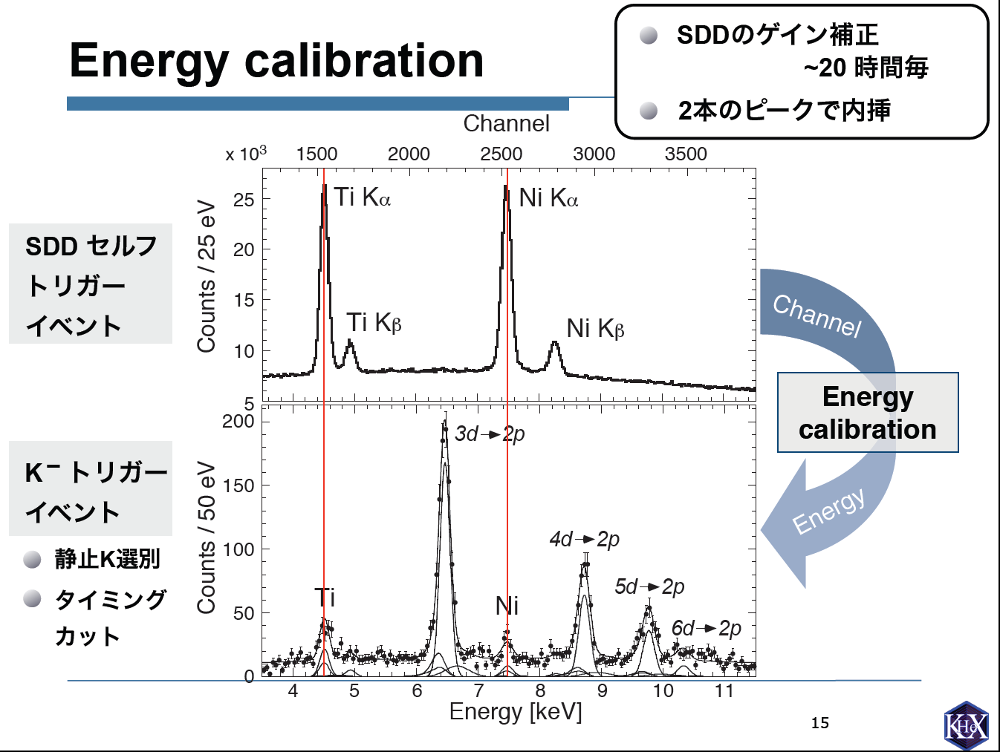 Energy calibration
SDDのゲイン補正
~20 時間毎
2本のピークで内挿
Channel
x 10³ 1500 2000 2500 3000 3500
Ti Kα
Ni Kα
Ti Kβ
Ni Kβ
25
20
15
10
5
Counts / 25 eV
SDD セルフ
トリガー
イベント
Channel
Energy
calibration
Energy
K⁻ トリガー
イベント
静止K選別
タイミング
カット
5
200
150
100
50
0
Counts / 50 eV
3d→2p
4d→2p
5d→2p
6d→2p
Ti
Ni
4 5 6 7 8 9 10 11
Energy [keV]
15
KHeX